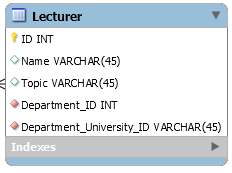 Lecturer
ID INT
Name VARCHAR(45)
Topic VARCHAR(45)
Department_ID INT
Department_University_ID VARCHAR(45)
Indexes